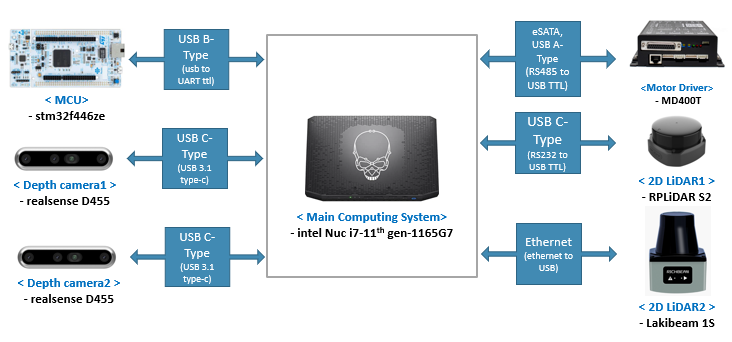 USB B-
Type
(usb to
UART ttl)
< MCU>
- stm32f446ze
USB C-
Type
(USB 3.1
type-c)
< Depth camera1 >
- realsense D455
USB C-
Type
(USB 3.1
type-c)
< Depth camera2 >
- realsense D455
< Main Computing System>
- intel Nuc i7-11th gen-1165G7
eSATA,
USB A-
Type
(RS485 to
USB TTL)
<Motor Driver>
- MD400T
USB C-
Type
(RS232 to
USB TTL)
< 2D LiDAR1 >
- RPLiDAR S2
Ethernet
(ethernet to
USB)
< 2D LiDAR2 >
- Lakibeam 1S